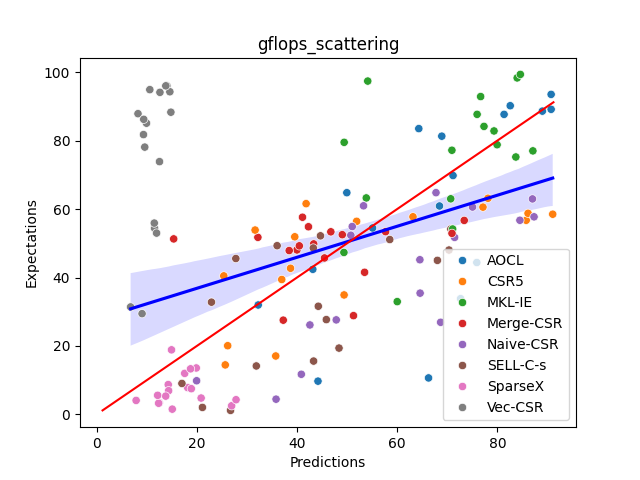 gflops_scattering
100
80
60
40
20
0
Expectations
0 20 40 60 80
Predictions
AOCL
CSR5
MKL-IE
Merge-CSR
Naive-CSR
SELL-C-s
SparseX
Vec-CSR